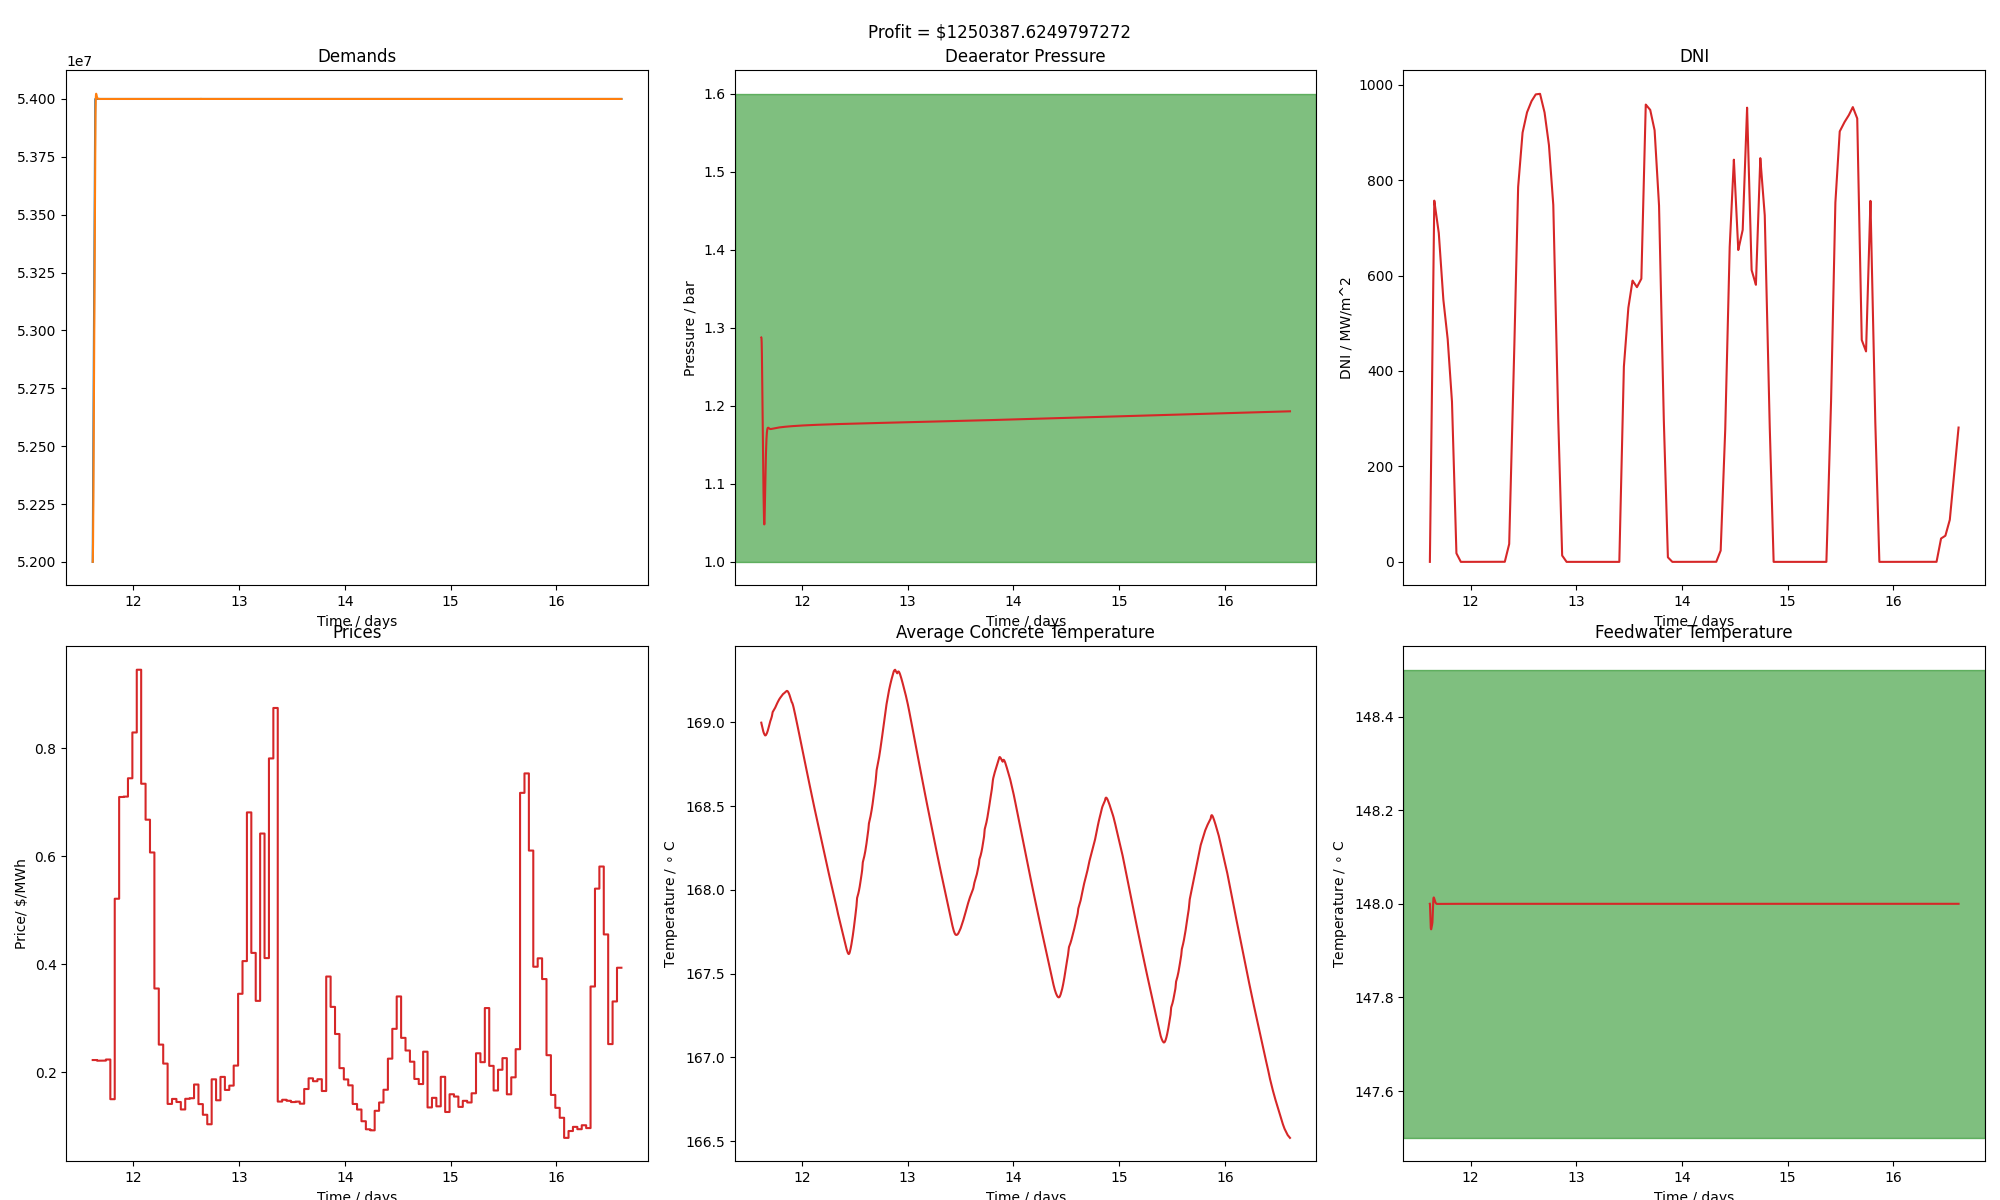 Profit = $1250387.6249797272
Demands
1e7
5.400
5.375
5.350
5.325
5.300
5.275
5.250
5.225
5.200
12 13 14 15 16
Time / days
Deaerator Pressure
Pressure / bar
1.6
1.5
1.4
1.3
1.2
1.1
1.0
12 13 14 15 16
Time / days
DNI
DNI / MW/m^2
1000
800
600
400
200
0
12 13 14 15 16
Time / days
Prices
Price/ $/MWh
0.8
0.6
0.4
0.2
12 13 14 15 16
Time / days
Average Concrete Temperature
Temperature / ∘ C
169.0
168.5
168.0
167.5
167.0
166.5
12 13 14 15 16
Time / days
Feedwater Temperature
Temperature / ∘ C
148.4
148.2
148.0
147.8
147.6
12 13 14 15 16
Time / days